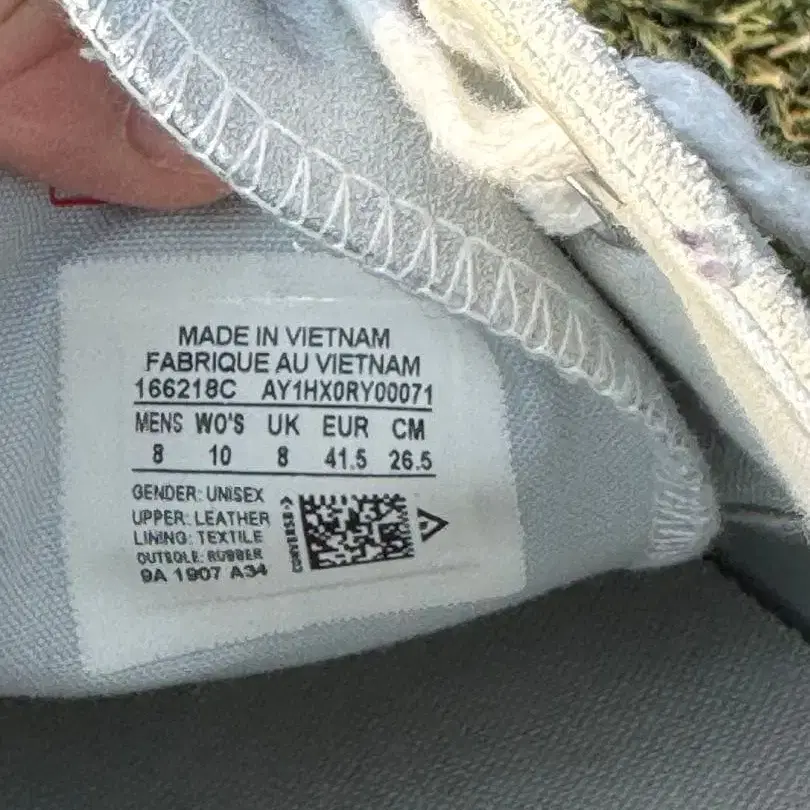 MADE IN VIETNAM
FABRIQUE AU VIETNAM
166218C AY1HX0RY00071
MENS WO'S UK EUR CM
8 10 8 41.5 26.5
GENDER: UNISEX
UPPER: LEATHER
LINING: TEXTILE
OUTSOLE: RUBBER
9A 1907 A34
CONVERSE